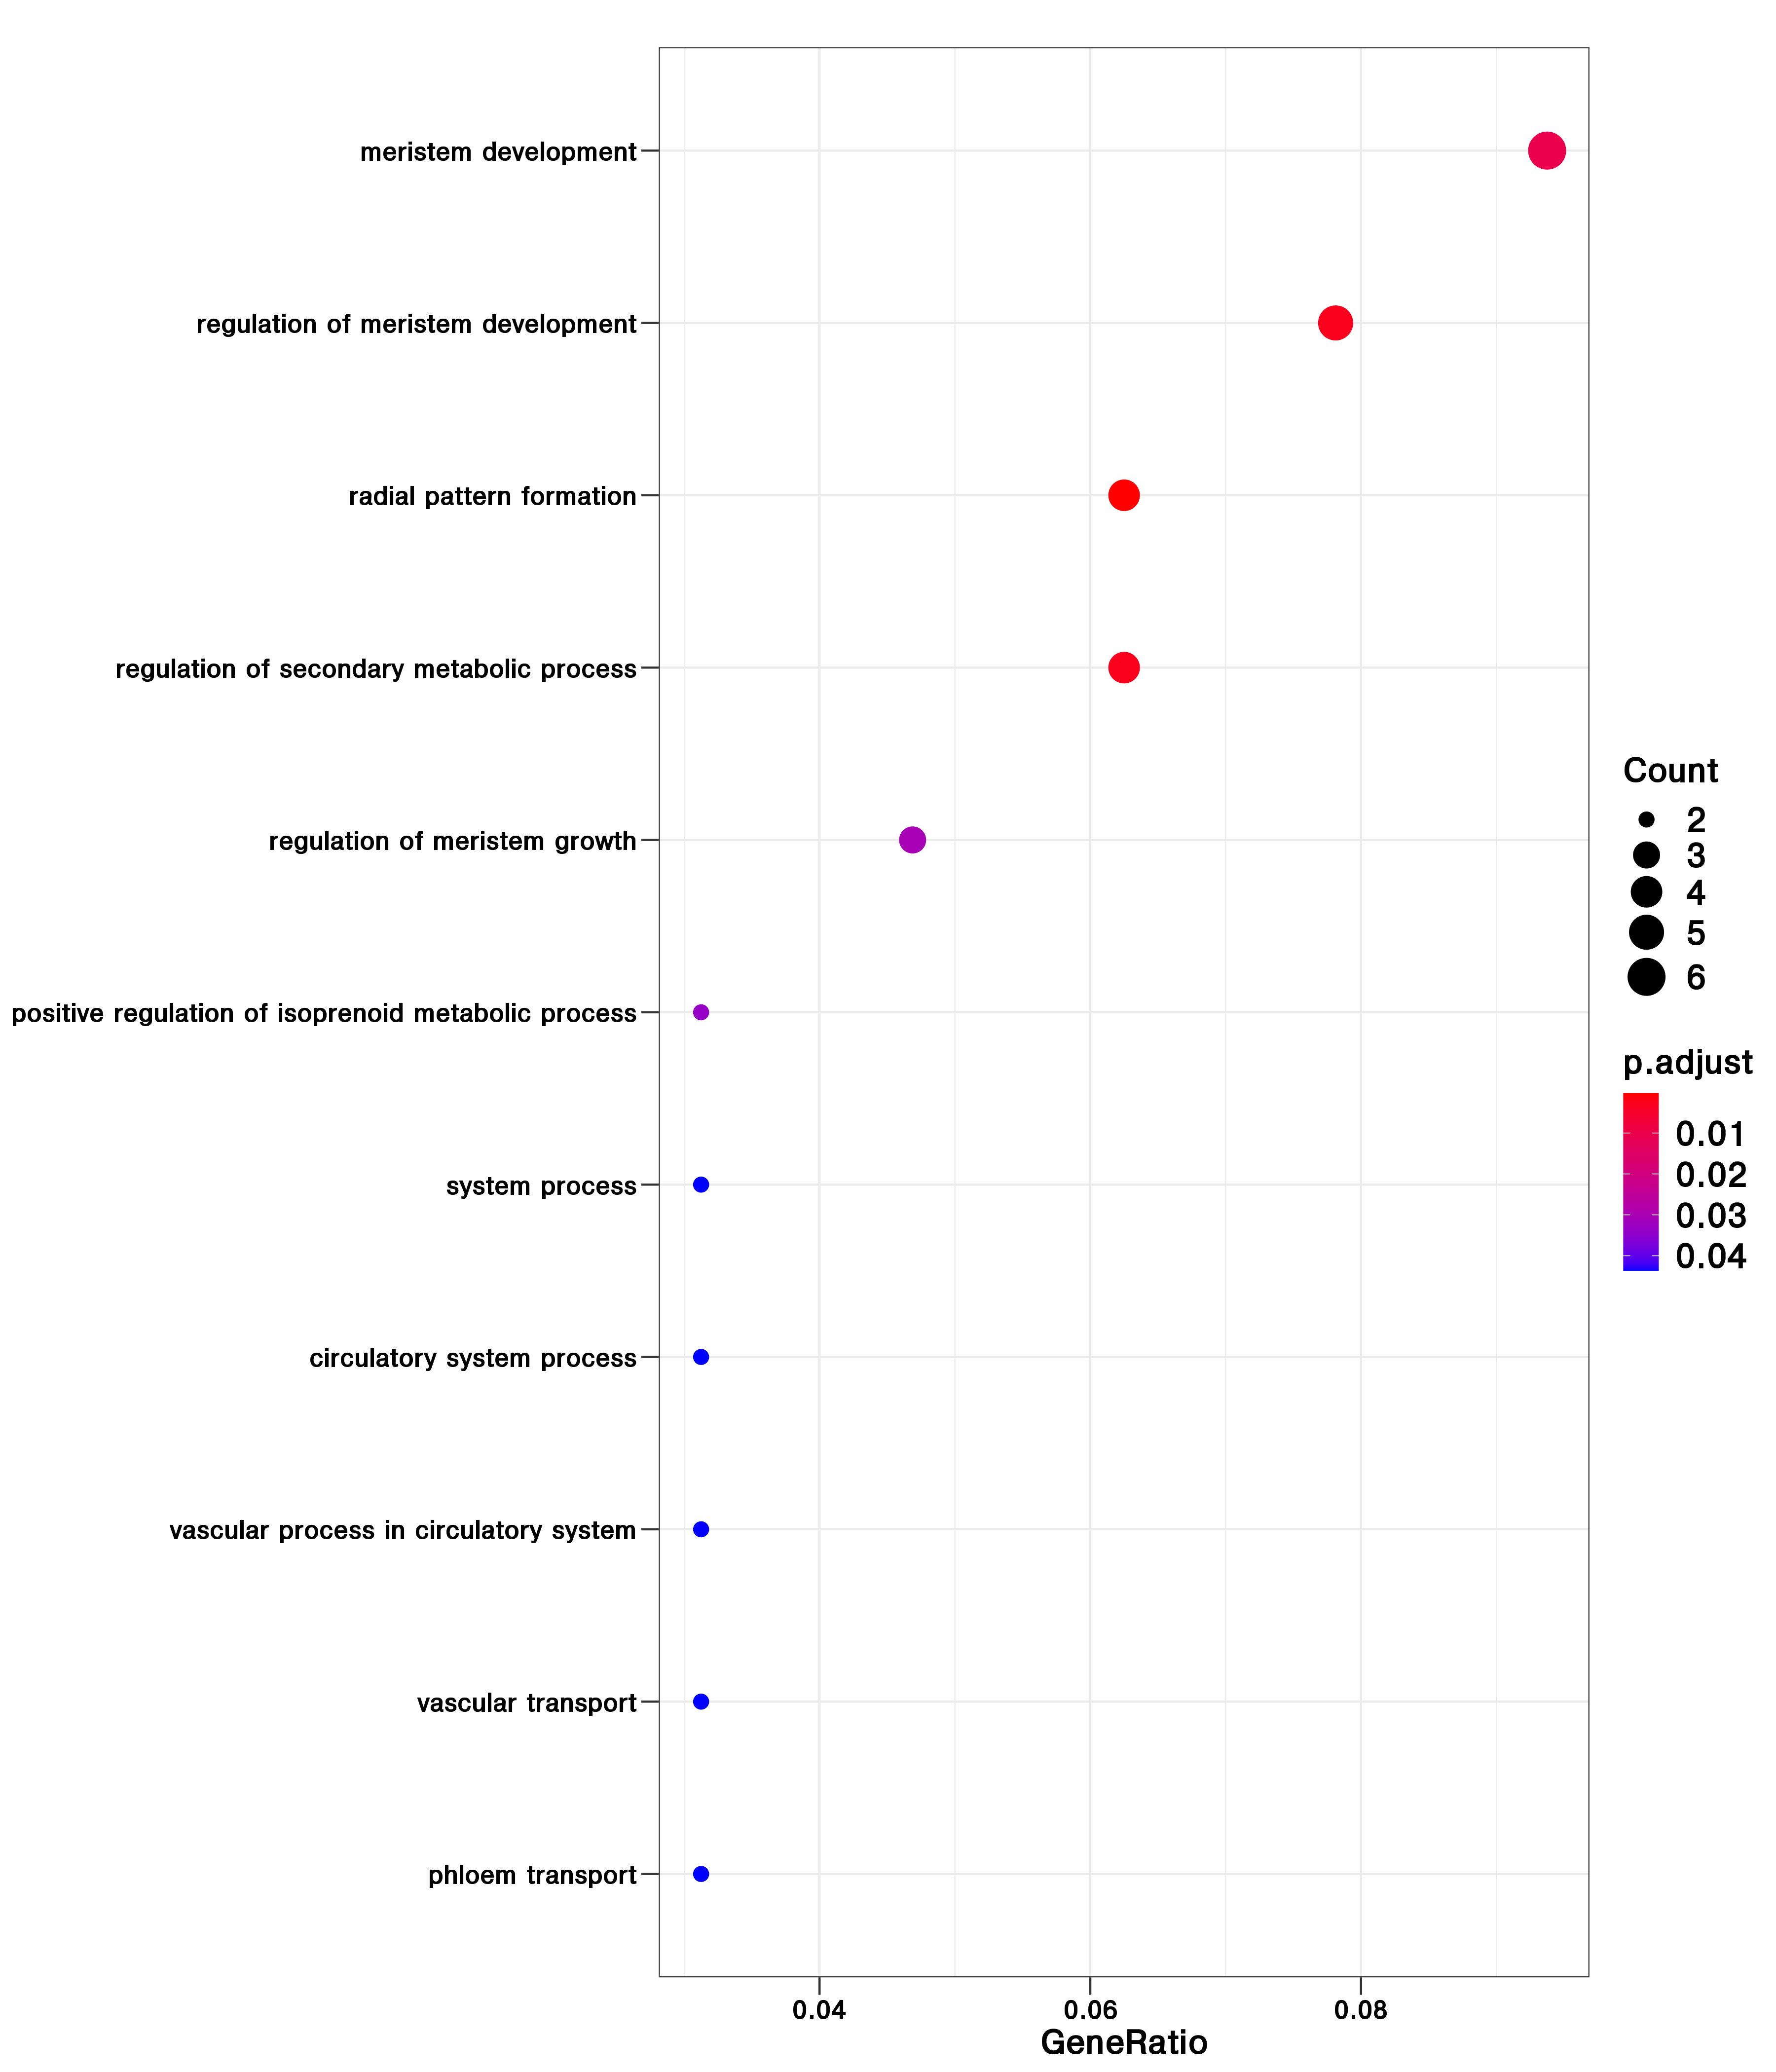 meristem development
regulation of meristem development
radial pattern formation
regulation of secondary metabolic process
regulation of meristem growth
positive regulation of isoprenoid metabolic process
system process
circulatory system process
vascular process in circulatory system
vascular transport
phloem transport
0.04 0.06 0.08
GeneRatio
Count
2
3
4
5
6
p.adjust
0.01
0.02
0.03
0.04